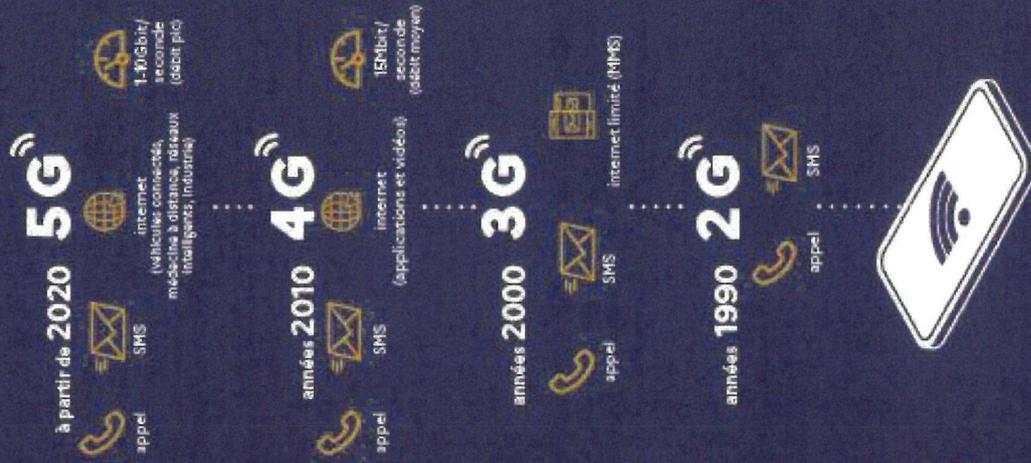 à partir de 2020 5G
appel
SMS
internet
(véhicules connectés,
médecine à distance, réseaux
intelligents, industrie)
1-10Gbit/
seconde
(débit pic)
années 2010 4G
appel
SMS
internet
(applications et vidéos)
15Mbit/
seconde
(débit moyen)
années 2000 3G
appel
SMS
internet limité (MMS)
années 1990 2G
appel
SMS